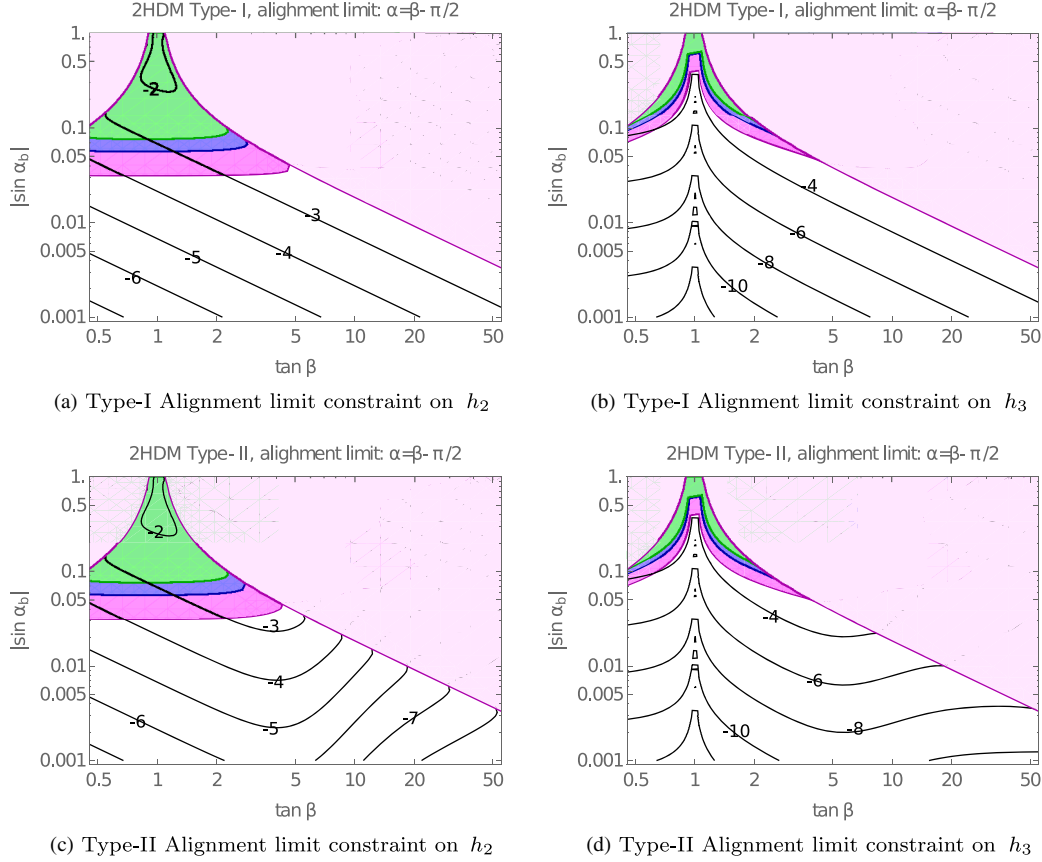 2HDM Type-I, alighment limit: α=β-π/2
1.
0.5
0.1
0.05
0.01
0.005
0.001
|sin αb|
-2
-3
-4
-5
-6
0.5 1 2 5 10 20 50
tan β
(a) Type-I Alignment limit constraint on h2
2HDM Type-I, alighment limit: α=β-π/2
1.
0.5
0.1
0.05
0.01
0.005
0.001
|sin αb|
-4
-6
-8
-10
0.5 1 2 5 10 20 50
tan β
(b) Type-I Alignment limit constraint on h3
2HDM Type-II, alighment limit: α=β-π/2
1.
0.5
0.1
0.05
0.01
0.005
0.001
|sin αb|
-2
-3
-4
-5
-6
-7
0.5 1 2 5 10 20 50
tan β
(c) Type-II Alignment limit constraint on h2
2HDM Type-II, alighment limit: α=β-π/2
1.
0.5
0.1
0.05
0.01
0.005
0.001
|sin αb|
-4
-6
-8
-10
0.5 1 2 5 10 20 50
tan β
(d) Type-II Alignment limit constraint on h3